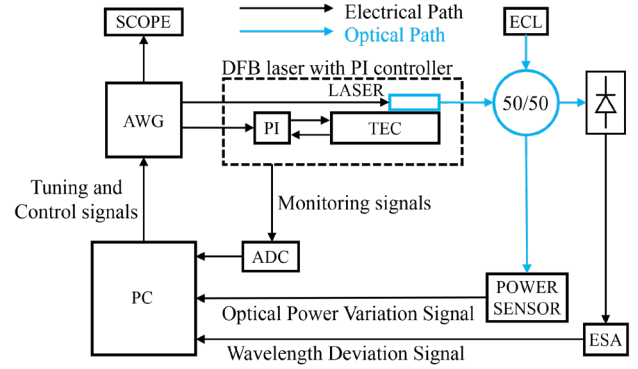 SCOPE
Electrical Path
Optical Path
ECL
DFB laser with PI controller
LASER
AWG
PI
TEC
50/50
Tuning and
Control signals
Monitoring signals
ADC
PC
POWER
SENSOR
Optical Power Variation Signal
ESA
Wavelength Deviation Signal